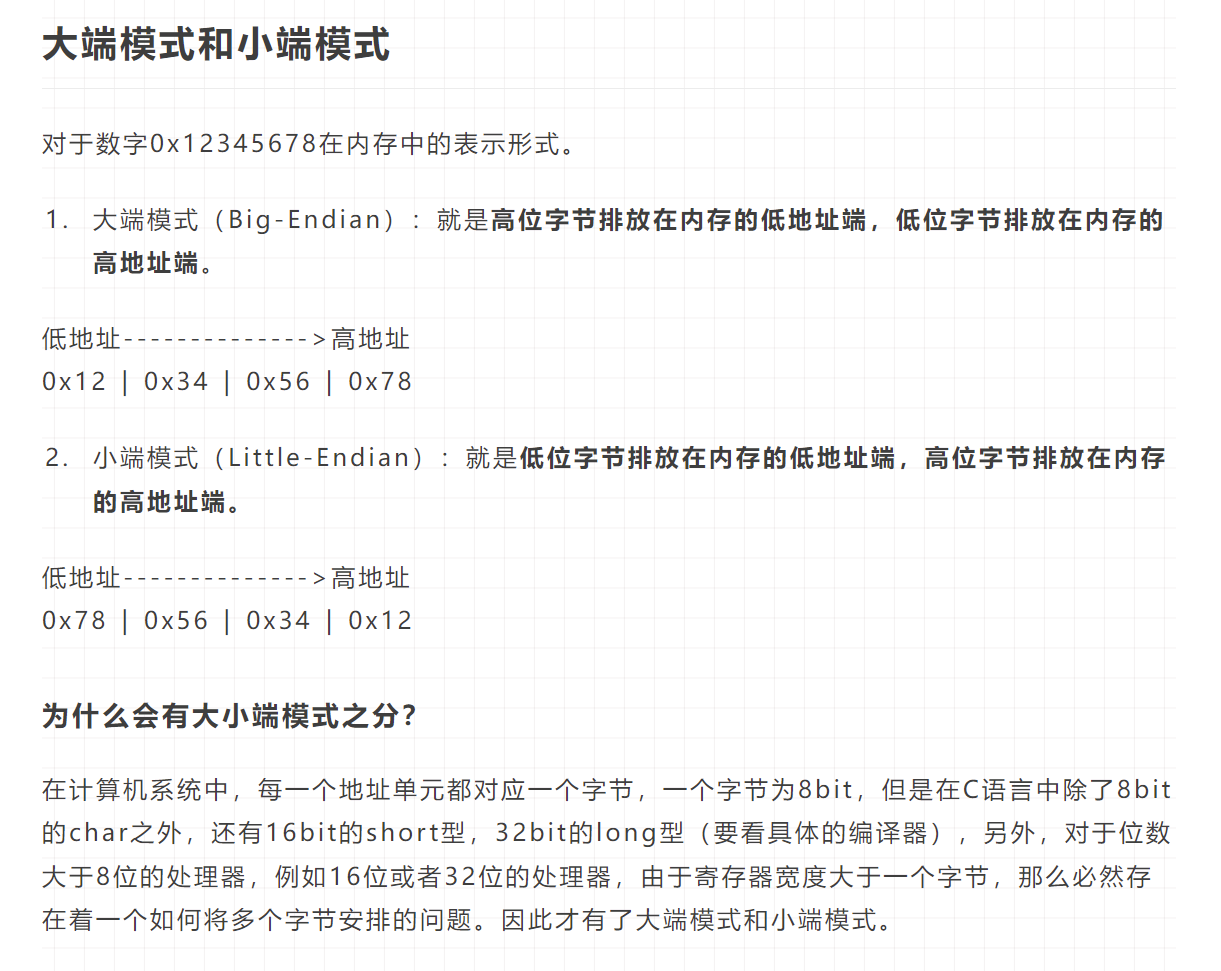 大端模式和小端模式
对于数字0x12345678在内存中的表示形式。
1. 大端模式（Big-Endian）：就是高位字节排放在内存的低地址端，低位字节排放在内存的
高地址端。
低地址-------------->高地址
0x12 | 0x34 | 0x56 | 0x78
2. 小端模式（Little-Endian）：就是低位字节排放在内存的低地址端，高位字节排放在内存
的高地址端。
低地址-------------->高地址
0x78 | 0x56 | 0x34 | 0x12
为什么会有大小端模式之分？
在计算机系统中，每一个地址单元都对应一个字节，一个字节为8bit，但是在C语言中除了8bit
的char之外，还有16bit的short型，32bit的long型（要看具体的编译器），另外，对于位数
大于8位的处理器，例如16位或者32位的处理器，由于寄存器宽度大于一个字节，那么必然存
在着一个如何将多个字节安排的问题。因此才有了大端模式和小端模式。